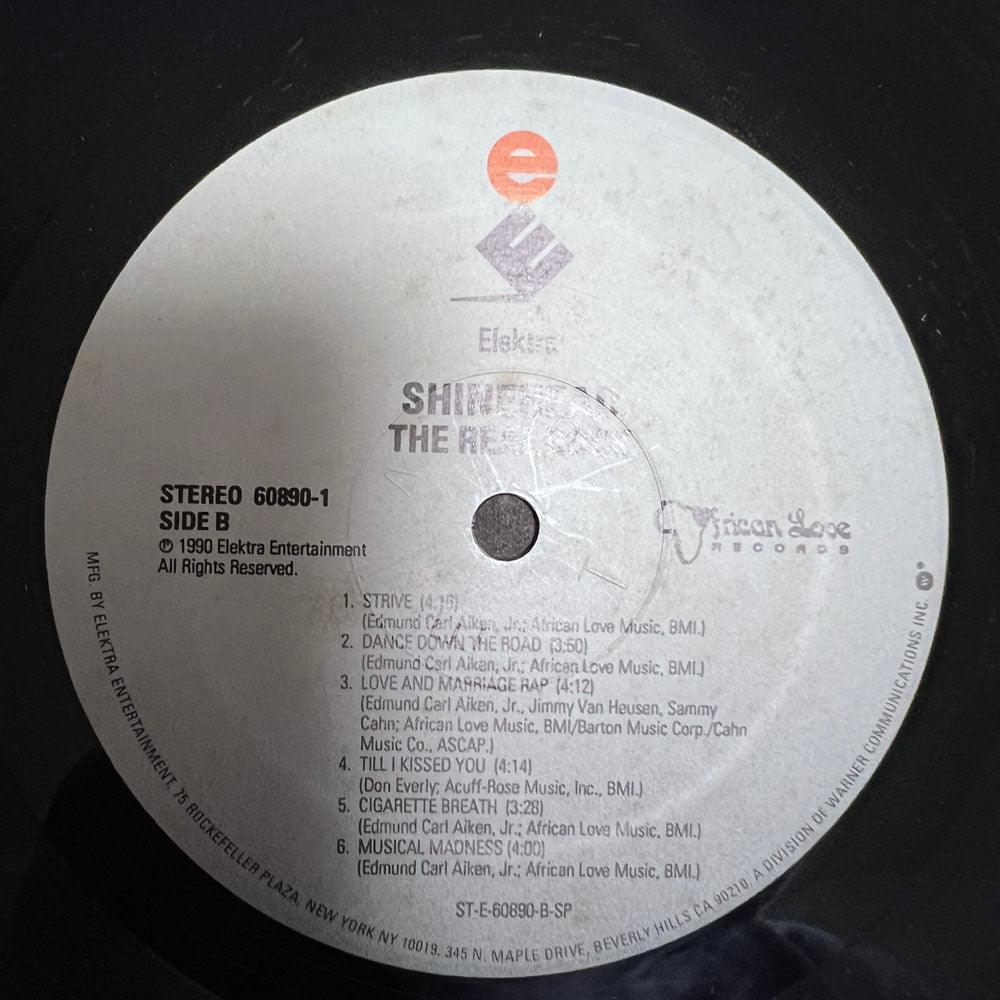 e
E
Elektra
SHINEHEAD
THE REAL ROCK
STEREO 60890-1
SIDE B
℗ 1990 Elektra Entertainment
All Rights Reserved.
African Love
RECORDS
1. STRIVE (4:16)
(Edmund Carl Aiken, Jr.; African Love Music, BMI.)
2. DANCE DOWN THE ROAD (3:50)
(Edmund Carl Aiken, Jr.; African Love Music, BMI.)
3. LOVE AND MARRIAGE RAP (4:12)
(Edmund Carl Aiken, Jr., Jimmy Van Heusen, Sammy
Cahn; African Love Music, BMI/Barton Music Corp./Cahn
Music Co., ASCAP.)
4. TILL I KISSED YOU (4:14)
(Don Everly; Acuff-Rose Music, Inc., BMI.)
5. CIGARETTE BREATH (3:28)
(Edmund Carl Aiken, Jr.; African Love Music, BMI.)
6. MUSICAL MADNESS (4:00)
(Edmund Carl Aiken, Jr.; African Love Music, BMI.)
ST-E-60890-B-SP
MFG. BY ELEKTRA ENTERTAINMENT, 75 ROCKEFELLER PLAZA, NEW YORK NY 10019, 345 N. MAPLE DRIVE, BEVERLY HILLS CA 90210. A DIVISION OF WARNER COMMUNICATIONS INC. W®